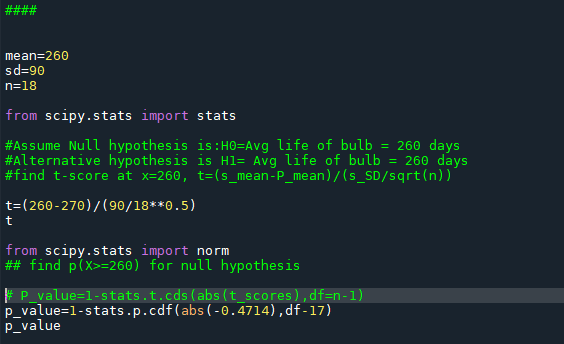 ####
mean=260
sd=90
n=18
from scipy.stats import stats
#Assume Null hypothesis is:H0=Avg life of bulb = 260 days
#Alternative hypothesis is H1= Avg life of bulb = 260 days
#find t-score at x=260, t=(s_mean-P_mean)/(s_SD/sqrt(n))
t=(260-270)/(90/18**0.5)
t
from scipy.stats import norm
## find p(X>=260) for null hypothesis
# P_value=1-stats.t.cds(abs(t_scores),df=n-1)
p_value=1-stats.p.cdf(abs(-0.4714),df-17)
p_value